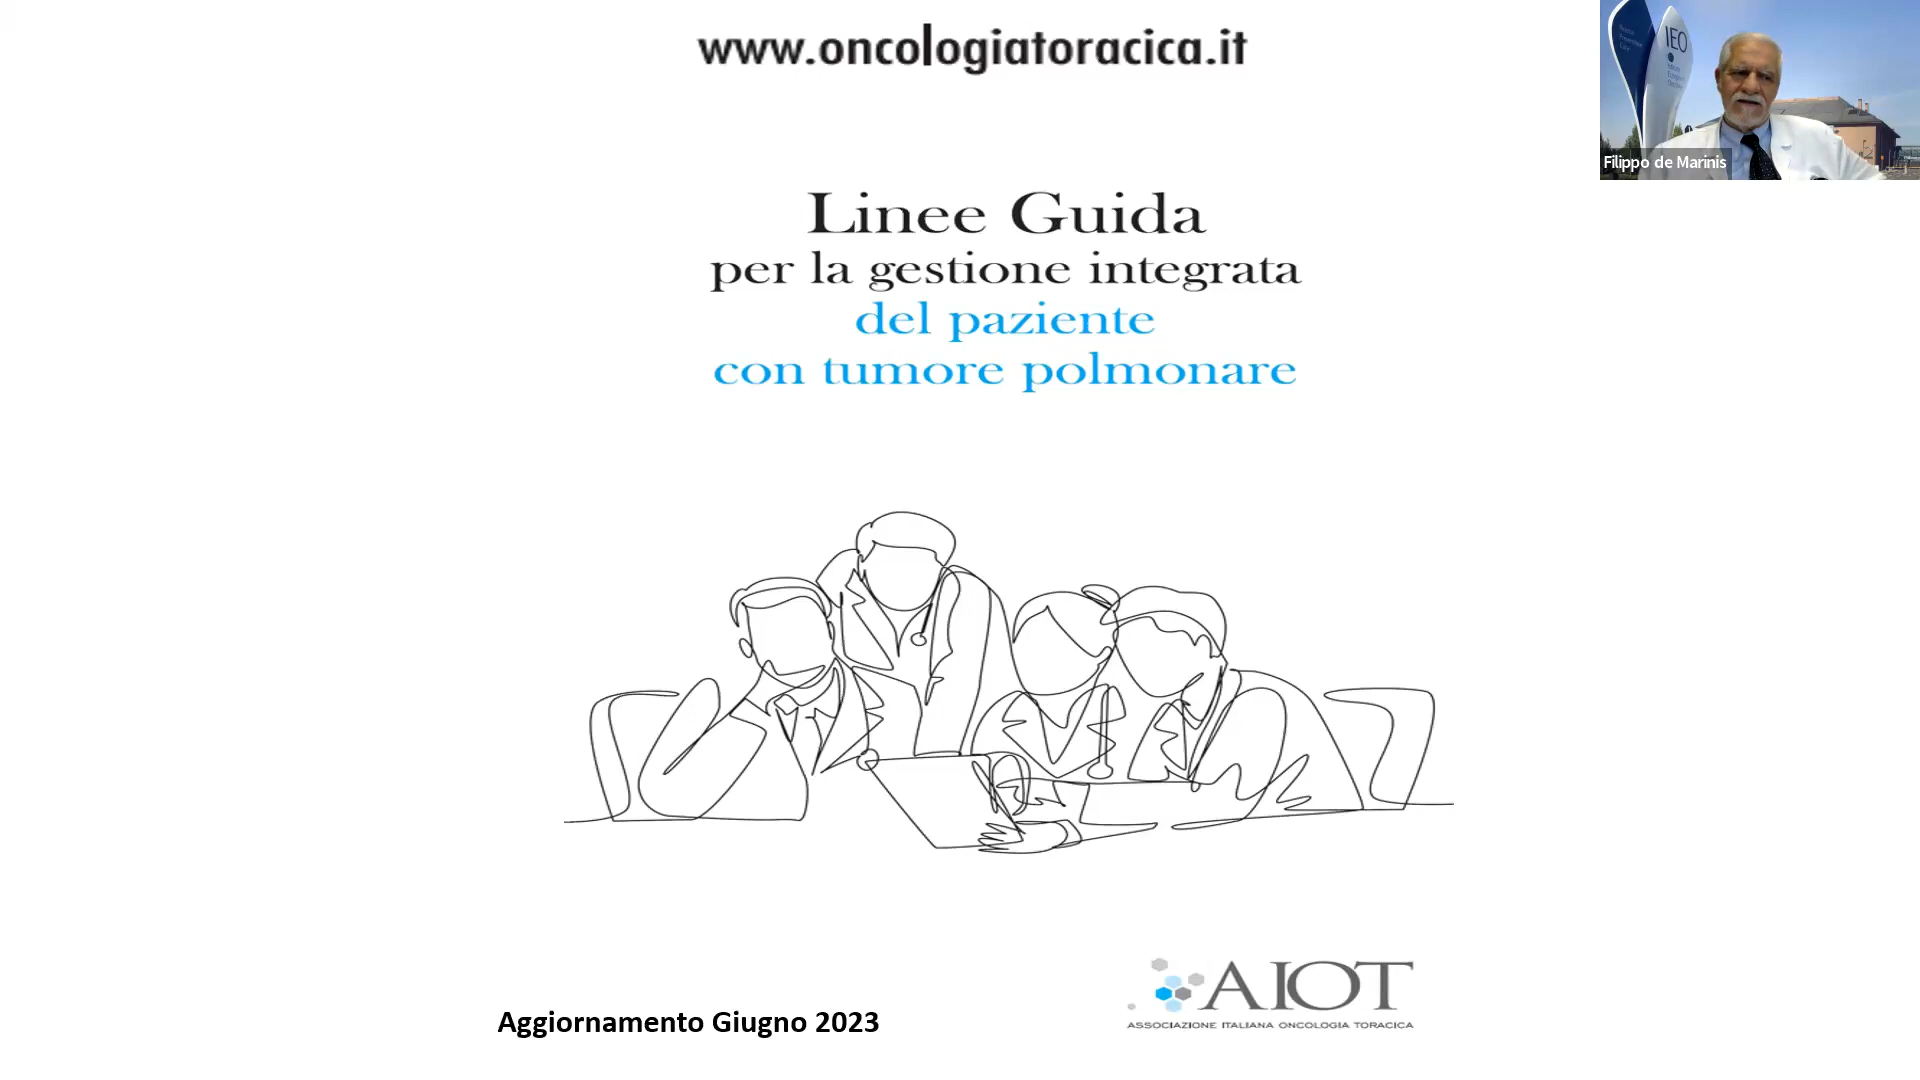 www.oncologiatoracica.it
IEO
Filippo de Marinis
Linee Guida
per la gestione integrata
del paziente
con tumore polmonare
Aggiornamento Giugno 2023
AIOT
ASSOCIAZIONE ITALIANA ONCOLOGIA TORACICA